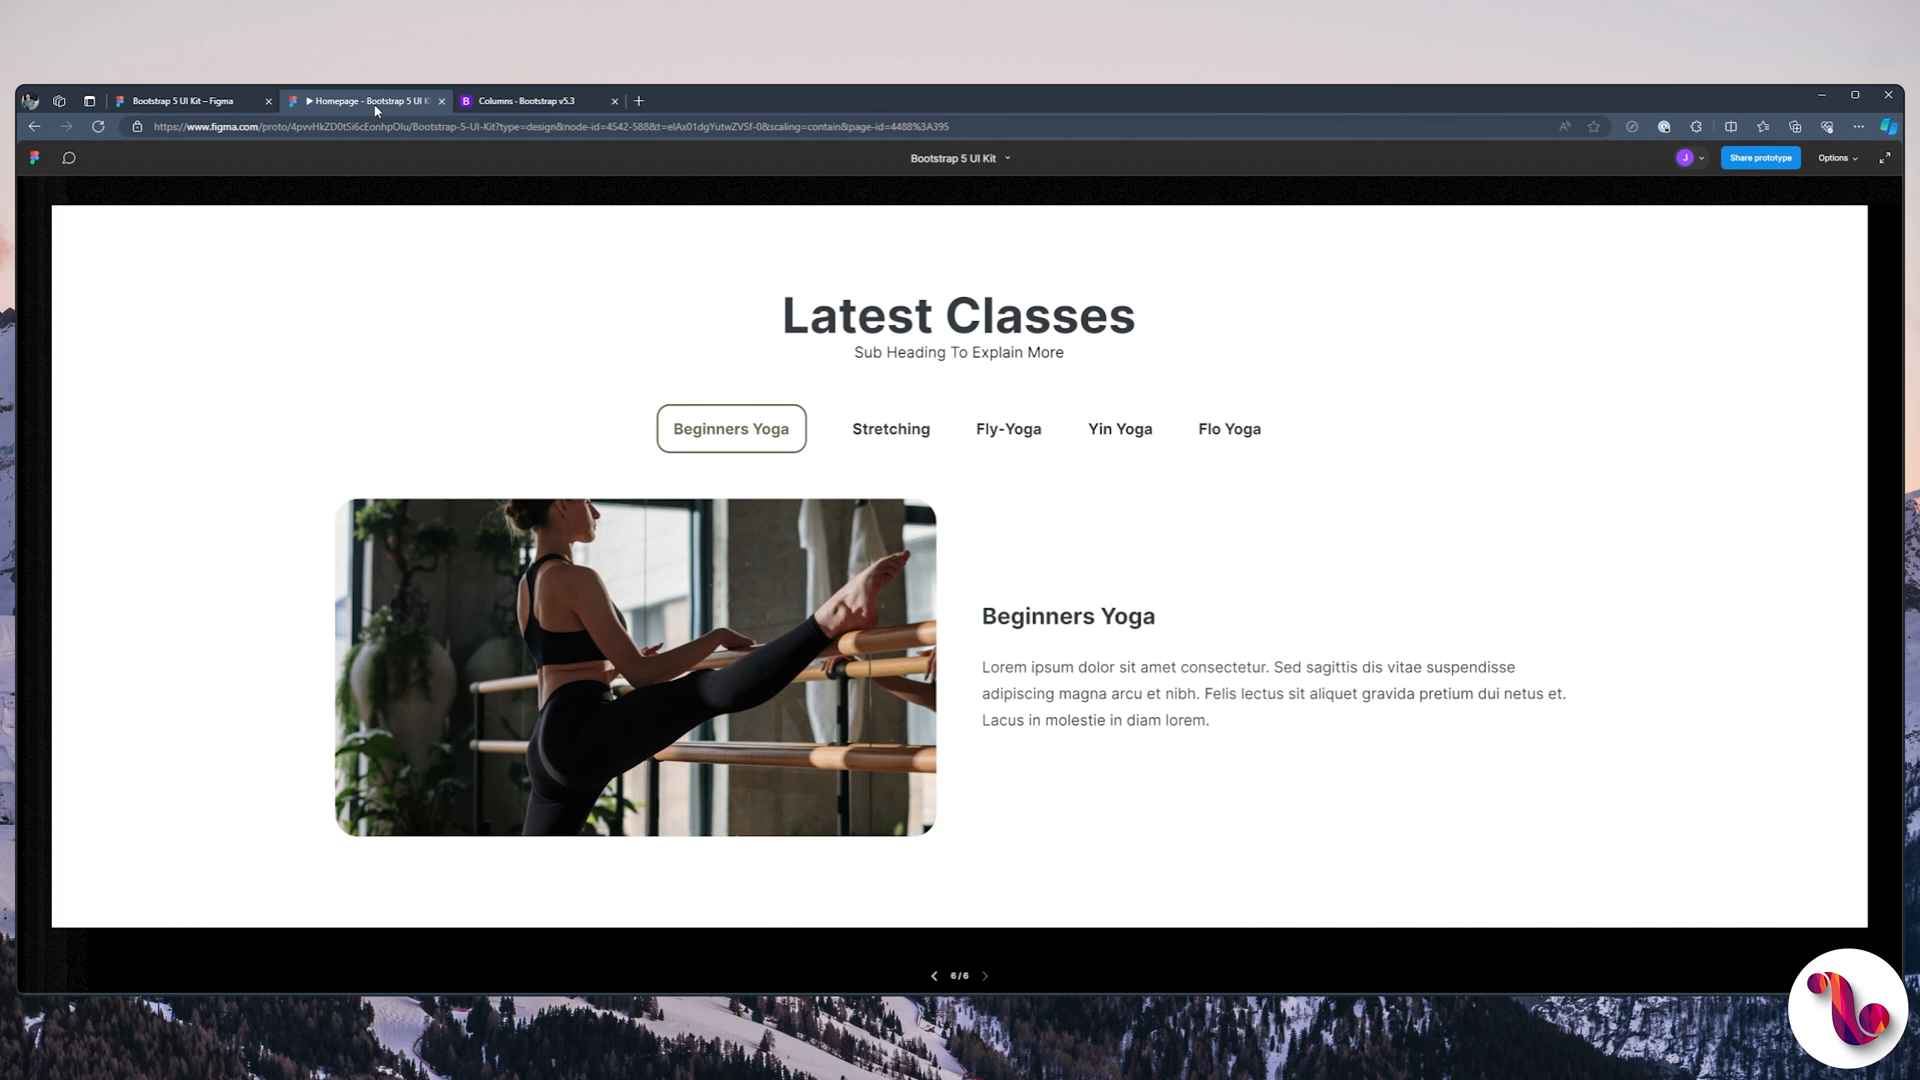 Bootstrap 5 UI Kit – Figma
Homepage - Bootstrap 5 UI Ki
B Columns · Bootstrap v5.3
https://www.figma.com/proto/4pvvHkZD0tSi6cEonhpOlu/Bootstrap-5-UI-Kit?type=design&node-id=4542-588&t=elAx01dgYutwZVSf-0&scaling=contain&page-id=4488%3A395
Bootstrap 5 UI Kit
J
Share prototype
Options
Latest Classes
Sub Heading To Explain More
Beginners Yoga
Stretching
Fly-Yoga
Yin Yoga
Flo Yoga
Beginners Yoga
Lorem ipsum dolor sit amet consectetur. Sed sagittis dis vitae suspendisse
adipiscing magna arcu et nibh. Felis lectus sit aliquet gravida pretium dui netus et.
Lacus in molestie in diam lorem.
6/6